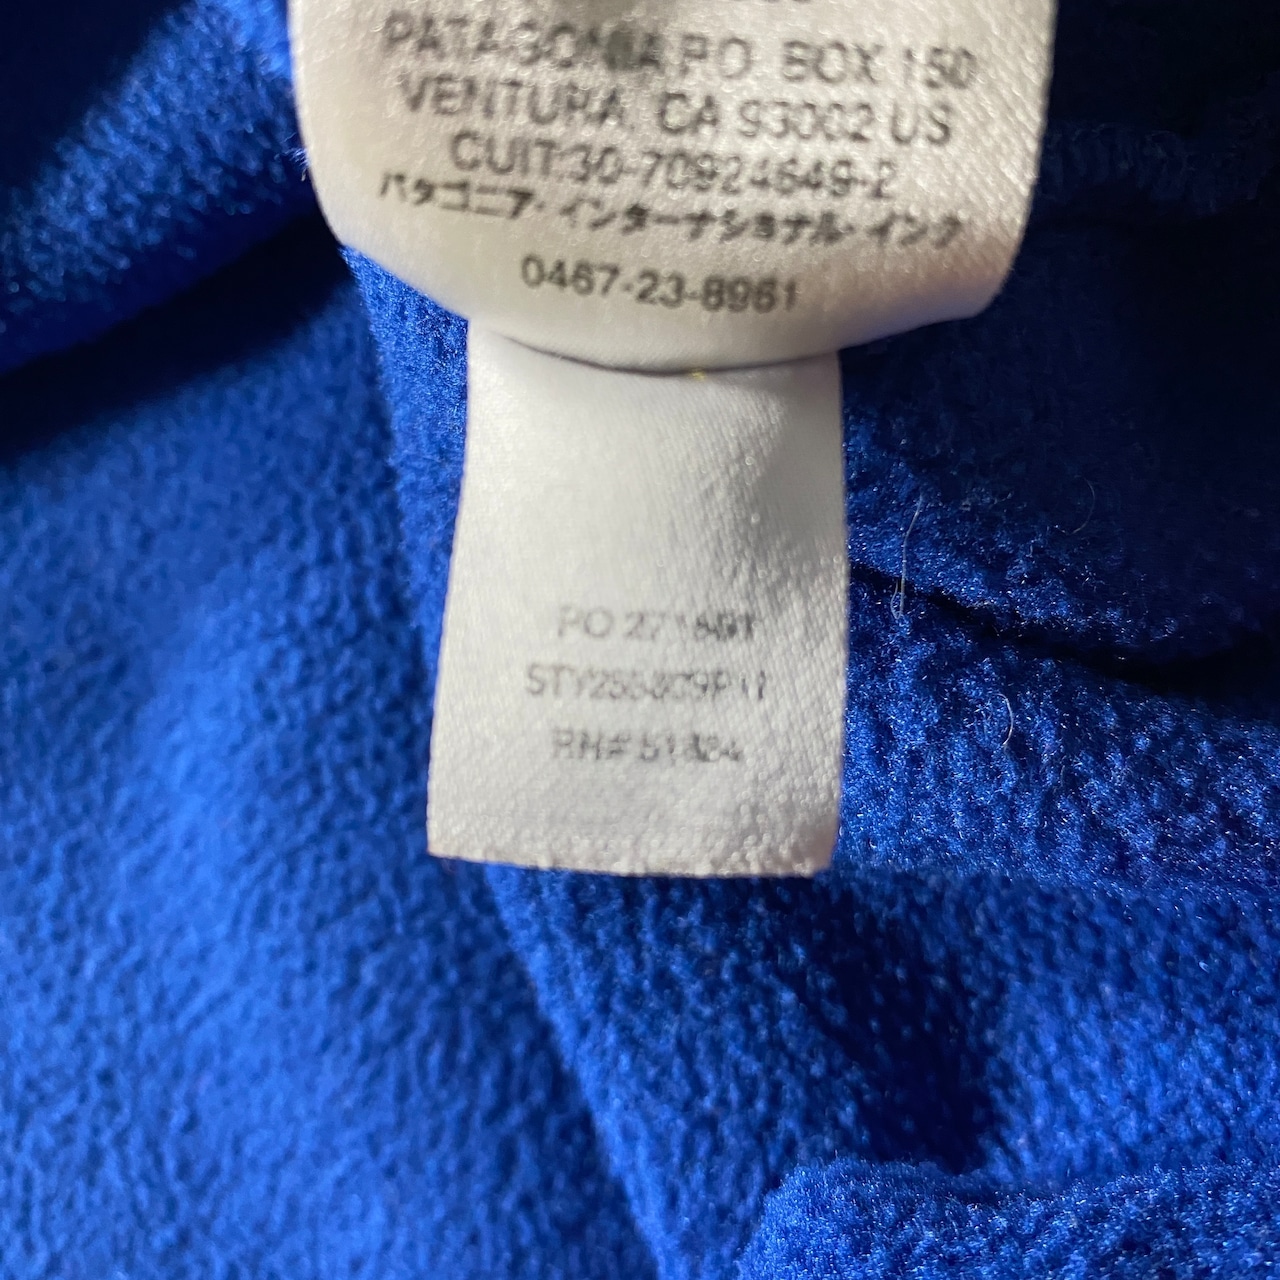 PATAGONIA P.O. BOX 150
VENTURA, CA 93002 US
CUIT:30-70924649-2
パタゴニア・インターナショナル・インク
0467-23-8961
PO
RN#